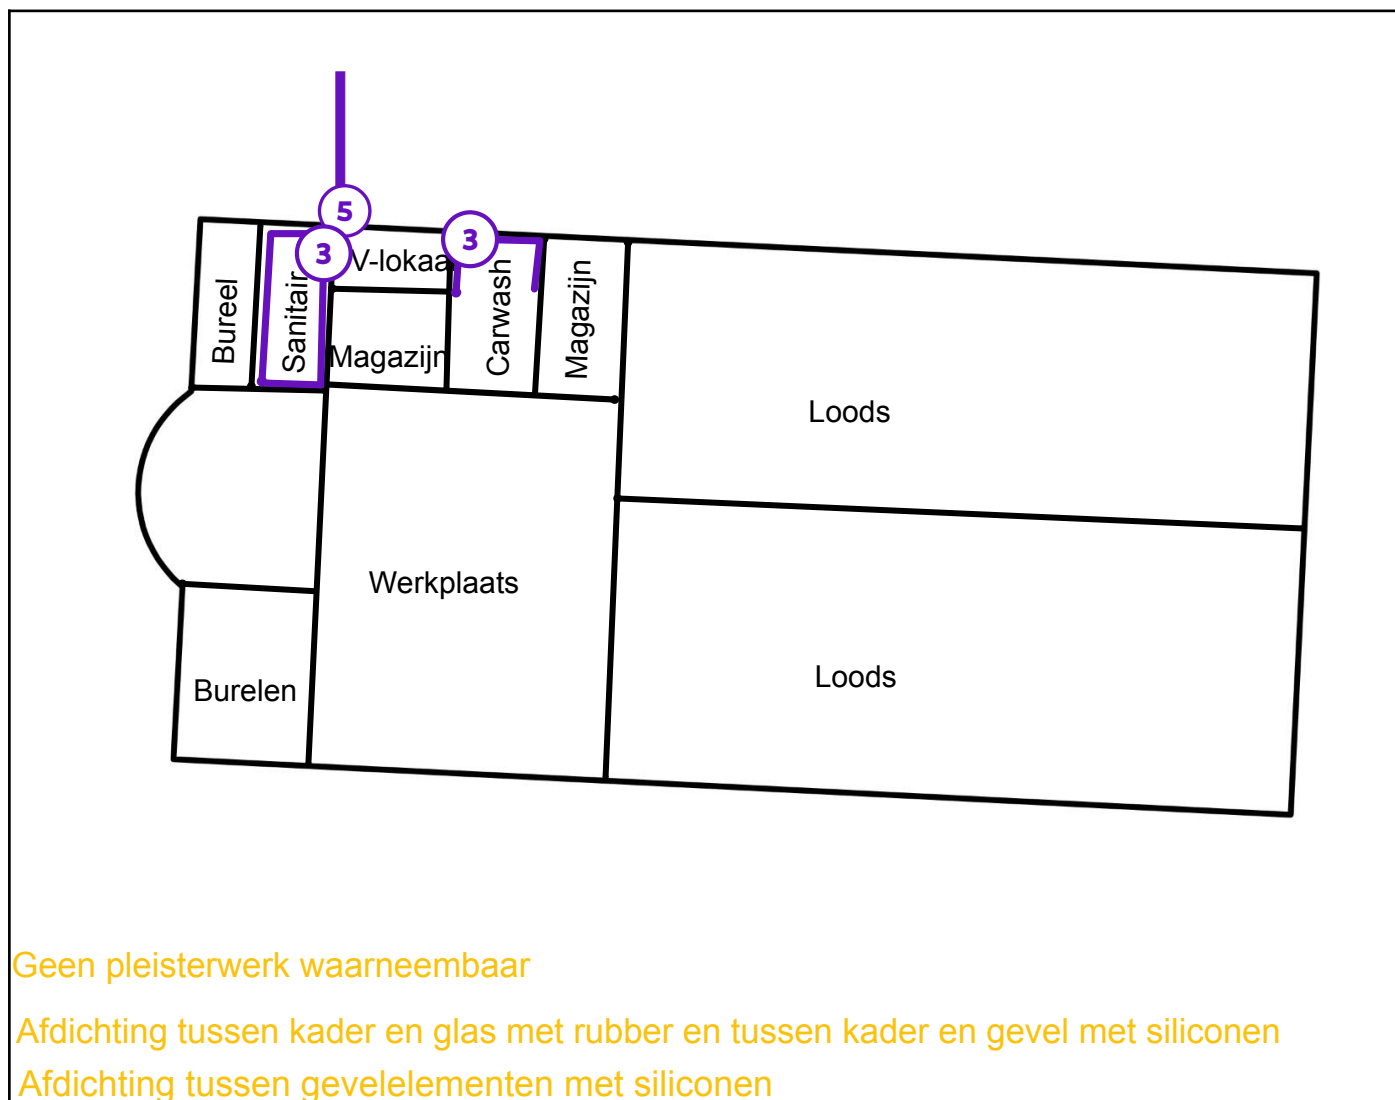 5
3
3
V-lokaa
Bureel
Sanitair
Carwash
Magazijn
Magazijn
Loods
Werkplaats
Loods
Burelen
Geen pleisterwerk waarneembaar
Afdichting tussen kader en glas met rubber en tussen kader en gevel met siliconen
Afdichting tussen gevelelementen met siliconen